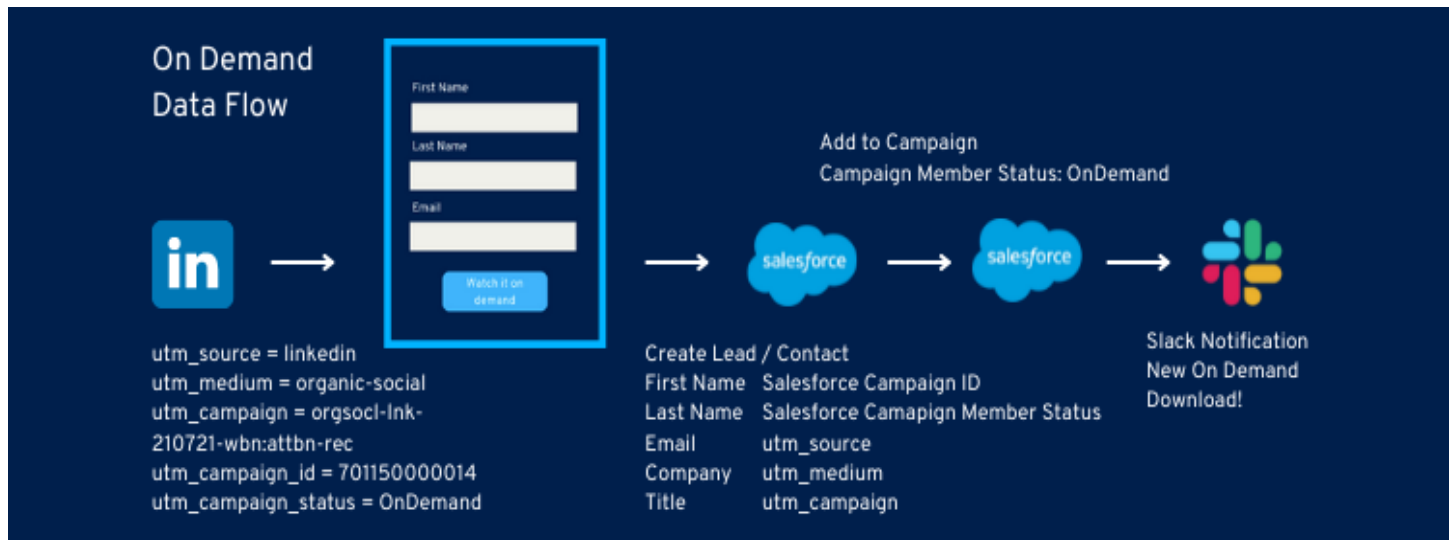 On Demand
Data Flow
First Name
Last Name
Email
Watch it on
demand
in
utm_source = linkedin
utm_medium = organic-social
utm_campaign = orgsocl-lnk-
210721-wbn:attbn-rec
utm_campaign_id = 701150000014
utm_campaign_status = OnDemand
salesforce
Create Lead / Contact
First Name Salesforce Campaign ID
Last Name Salesforce Camapign Member Status
Email utm_source
Company utm_medium
Title utm_campaign
Add to Campaign
Campaign Member Status: OnDemand
salesforce
Slack Notification
New On Demand
Download!